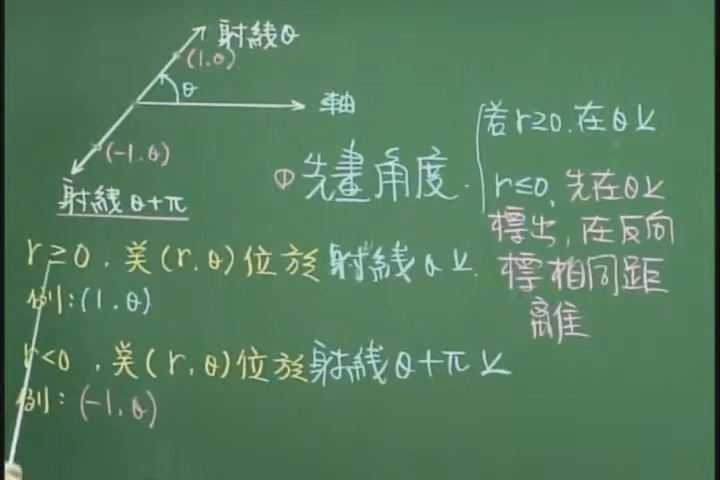 射線θ
(1,θ)
θ
軸
(-1,θ)
射線θ+π
① 先畫角度.
若r≥0,在θ上
r≤0,先在θ上
標出,在反向
標相同距
離
r≥0,美(r,θ)位於射線θ上.
例:(1,θ)
r<0,美(r,θ)位於射線θ+π上
例:(-1,θ)